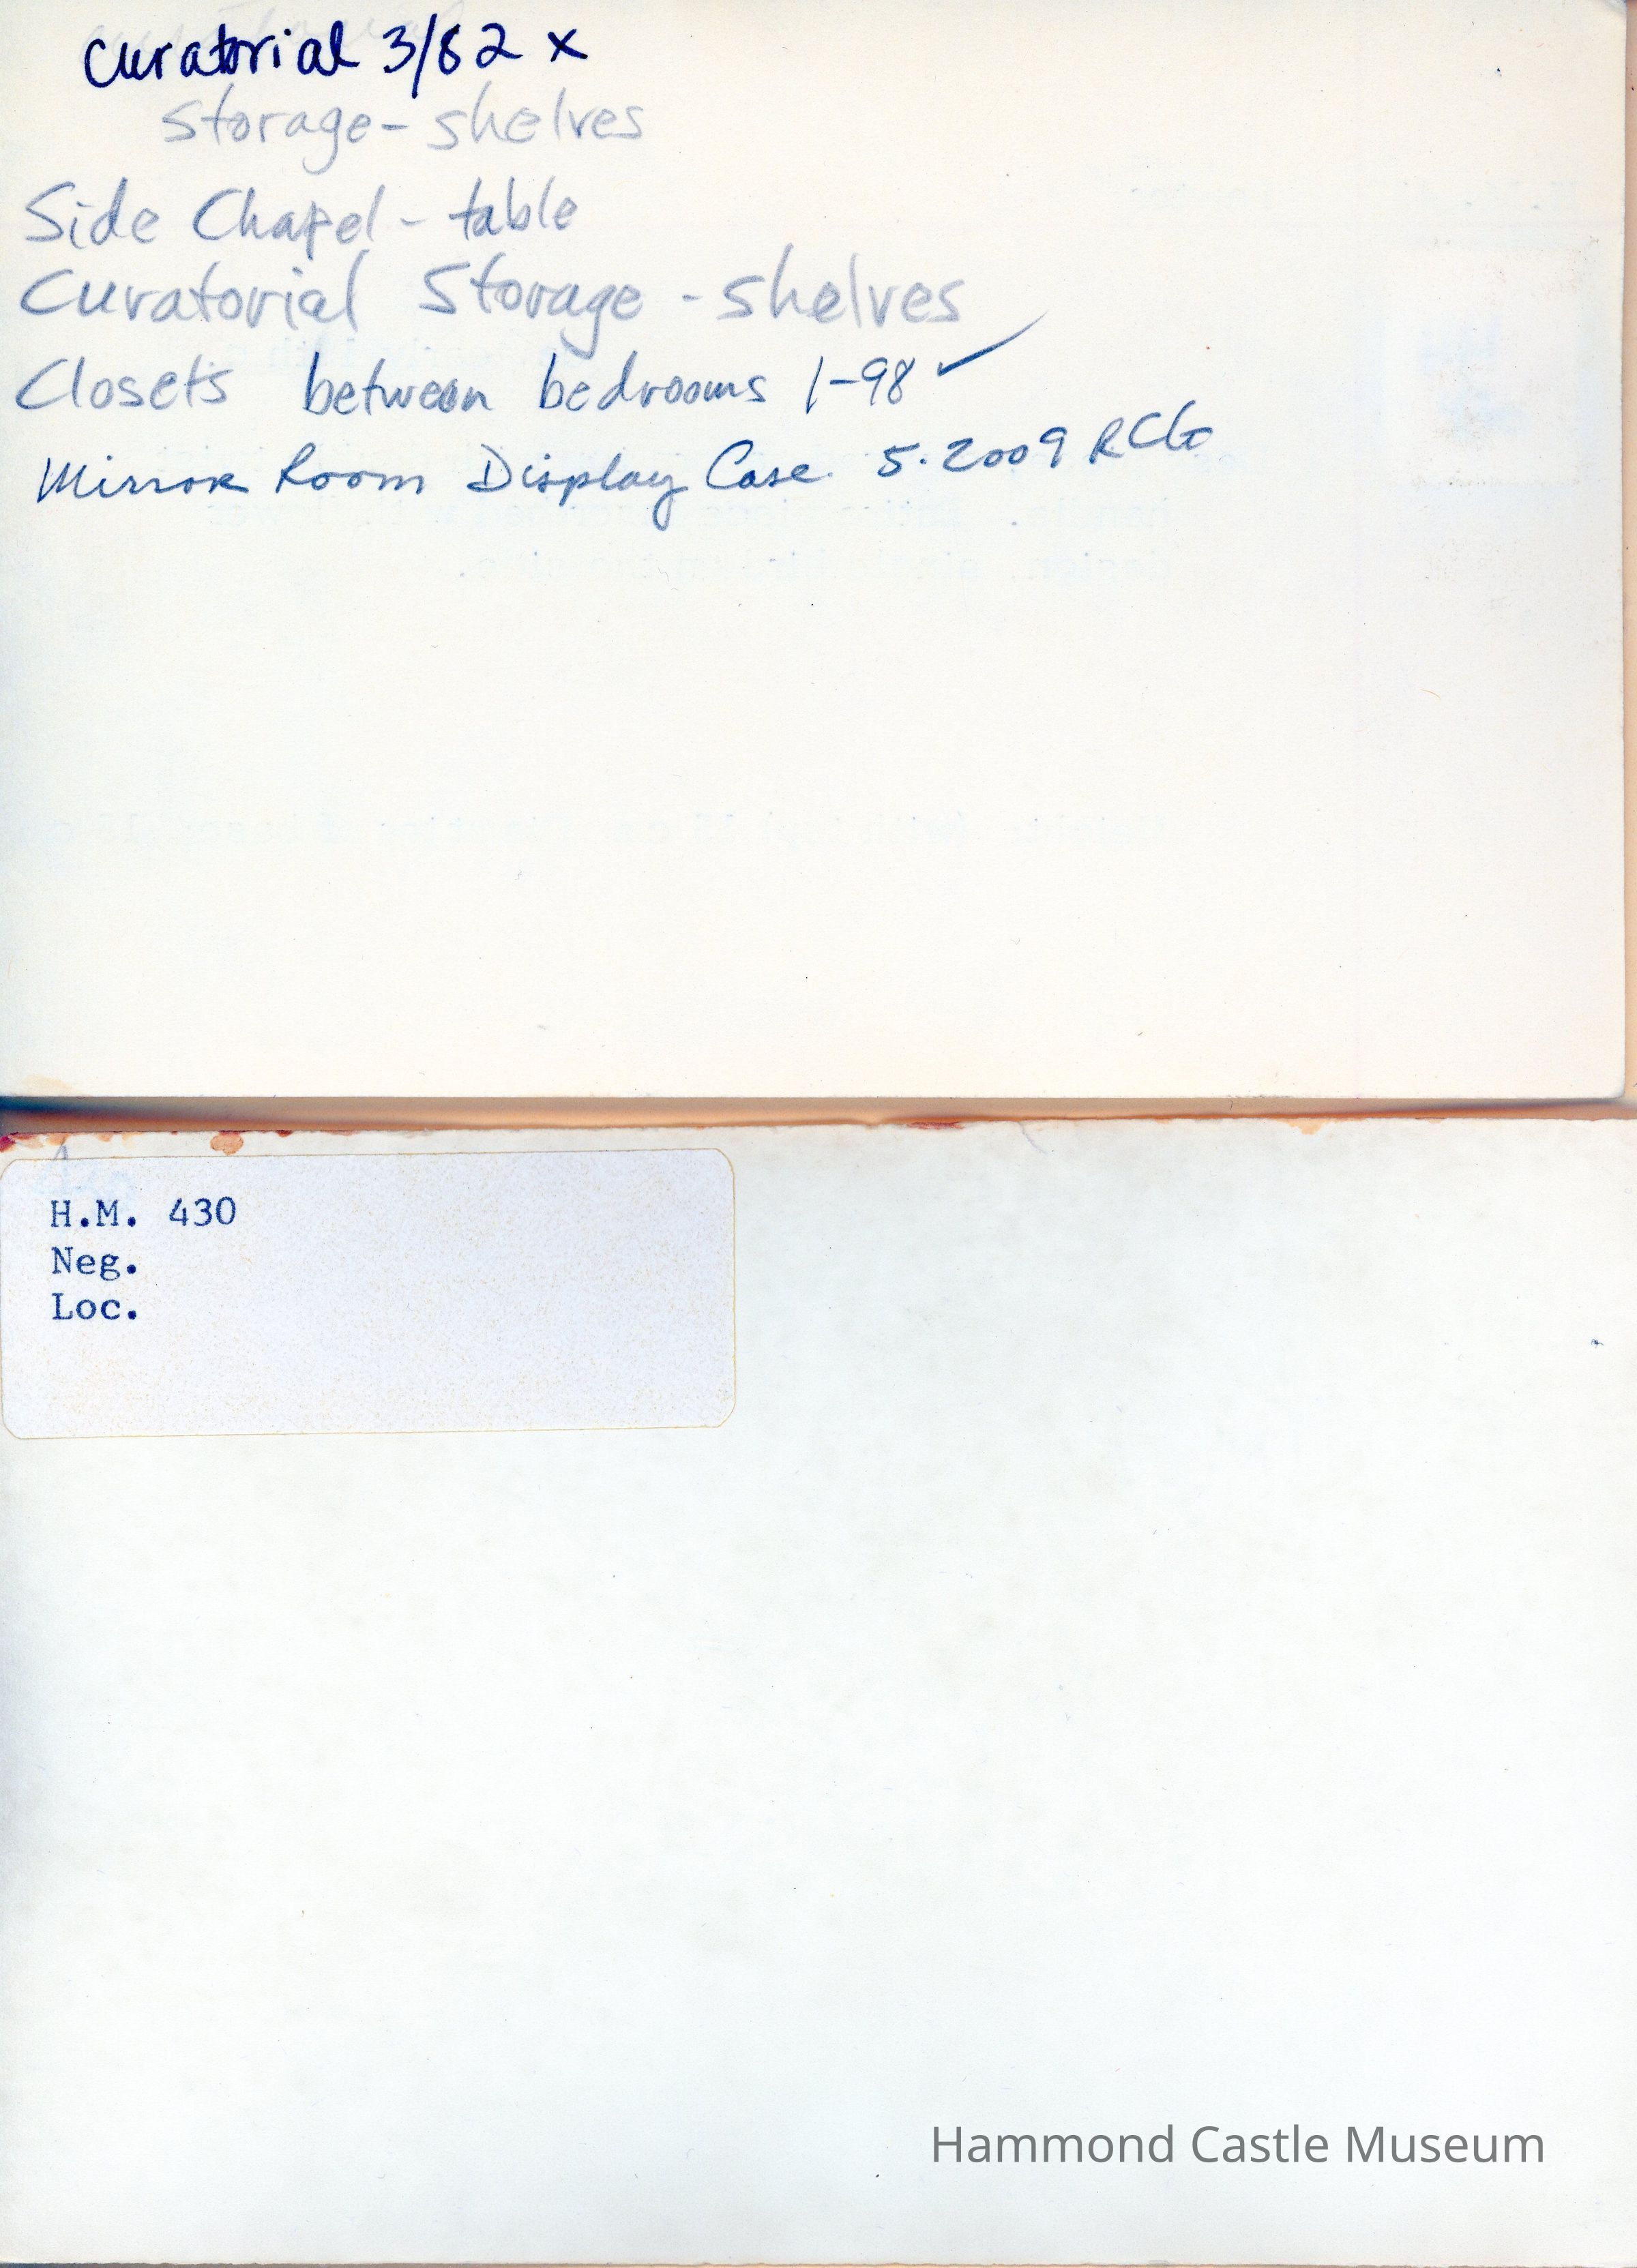 Curatorial 3/82 x
Storage - shelves
Side Chapel - table
Curatorial Storage - shelves
Closets between bedrooms 1-98 ✓
Mirror Room Display Case. 5.2009 RCG
H.M. 430
Neg.
Loc.
Hammond Castle Museum